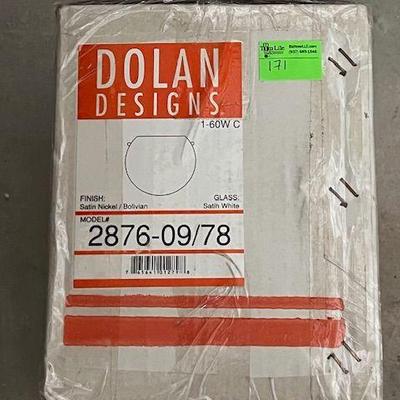 DOLAN
DESIGNS
1-60W C
FINISH:
Satin Nickel / Bolivian
GLASS:
Satin White
MODEL#
2876-09/78
171